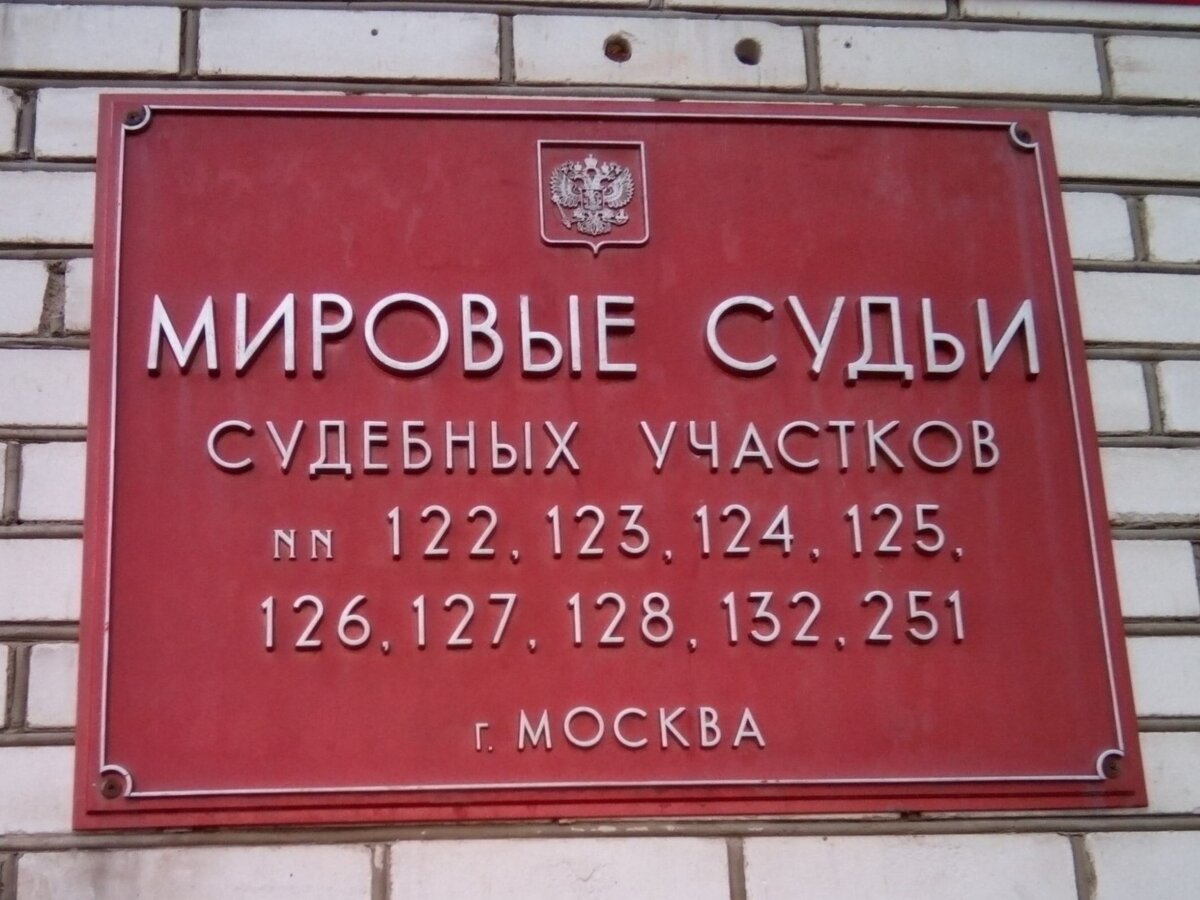 МИРОВЫЕ СУДЬИ
СУДЕБНЫХ УЧАСТКОВ
NN 122, 123, 124, 125,
126, 127, 128, 132, 251
г. МОСКВА